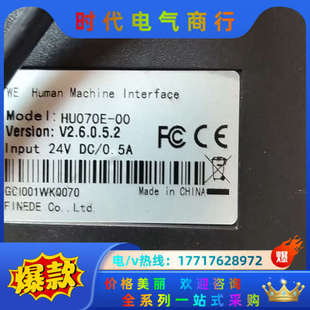 时代电气商行
WE Human Machine Interface
Model: HU070E-00
Version: V2.6.0.5.2
Input 24V DC/0.5A
FC CE
GC1001WK0070
Made in CHINA
FINEDE Co., Ltd.
爆款
电/v热线：17717628972
爆
价格美丽 欢迎咨询
全系列一站式采购